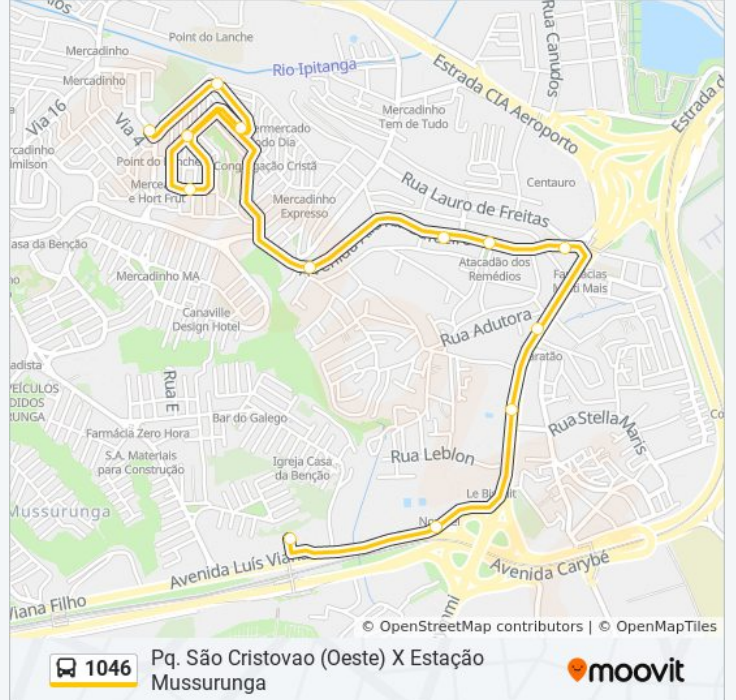 Point do Lanche
Mercadinho
Rio Ipitanga
Rua Canudos
Estrada CIA Aeroporto
Estrada d
Mercadinho
Via 16
Via 4
Mercadinho
Tem de Tudo
Congregação Cristã
Centauro
Mercadinho
Expresso
Rua Lauro de Freitas
asa da Benção
Mercadinho MA
Atacadão dos
Remédios
Canaville
Design Hotel
Rua Adutora
Rua E
Bar do Galego
Farmácia Zero Hora
S.A. Materiais
para Construção
Igreja Casa
da Benção
Rua Leblon
Rua Stella Maris
Mussurunga
Avenida Luís Viana
Viana Filho
Avenida Carybé
© OpenStreetMap contributors | © OpenMapTiles
1046
Pq. São Cristovao (Oeste) X Estação
Mussurunga
moovit